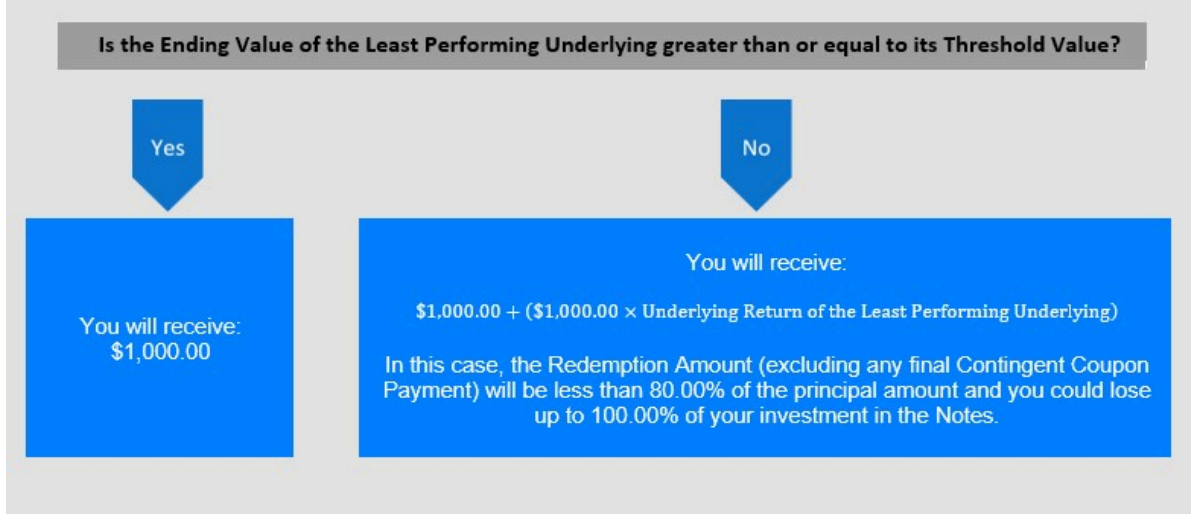 Is the Ending Value of the Least Performing Underlying greater than or equal to its Threshold Value?
Yes
No
You will receive:
$1,000.00
You will receive:
$1,000.00 + ($1,000.00 × Underlying Return of the Least Performing Underlying)
In this case, the Redemption Amount (excluding any final Contingent Coupon
Payment) will be less than 80.00% of the principal amount and you could lose
up to 100.00% of your investment in the Notes.